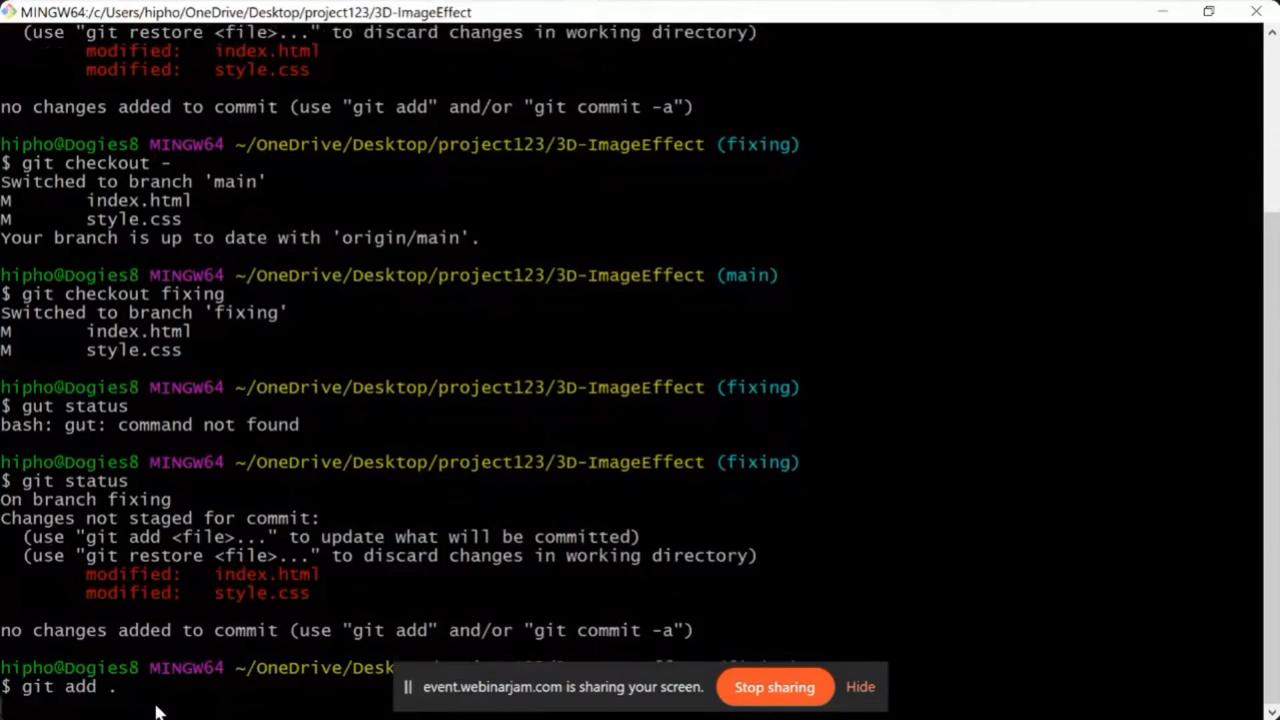 MINGW64:/c/Users/hipho/OneDrive/Desktop/project123/3D-ImageEffect
(use "git restore <file>..." to discard changes in working directory)
modified: index.html
modified: style.css
no changes added to commit (use "git add" and/or "git commit -a")
hipho@Dogies8 MINGW64 ~/OneDrive/Desktop/project123/3D-ImageEffect (fixing)
$ git checkout -
Switched to branch 'main'
M index.html
M style.css
Your branch is up to date with 'origin/main'.
hipho@Dogies8 MINGW64 ~/OneDrive/Desktop/project123/3D-ImageEffect (main)
$ git checkout fixing
Switched to branch 'fixing'
M index.html
M style.css
hipho@Dogies8 MINGW64 ~/OneDrive/Desktop/project123/3D-ImageEffect (fixing)
$ gut status
bash: gut: command not found
hipho@Dogies8 MINGW64 ~/OneDrive/Desktop/project123/3D-ImageEffect (fixing)
$ git status
On branch fixing
Changes not staged for commit:
(use "git add <file>..." to update what will be committed)
(use "git restore <file>..." to discard changes in working directory)
modified: index.html
modified: style.css
no changes added to commit (use "git add" and/or "git commit -a")
hipho@Dogies8 MINGW64 ~/OneDrive/Desk
$ git add .
event.webinarjam.com is sharing your screen. Stop sharing Hide